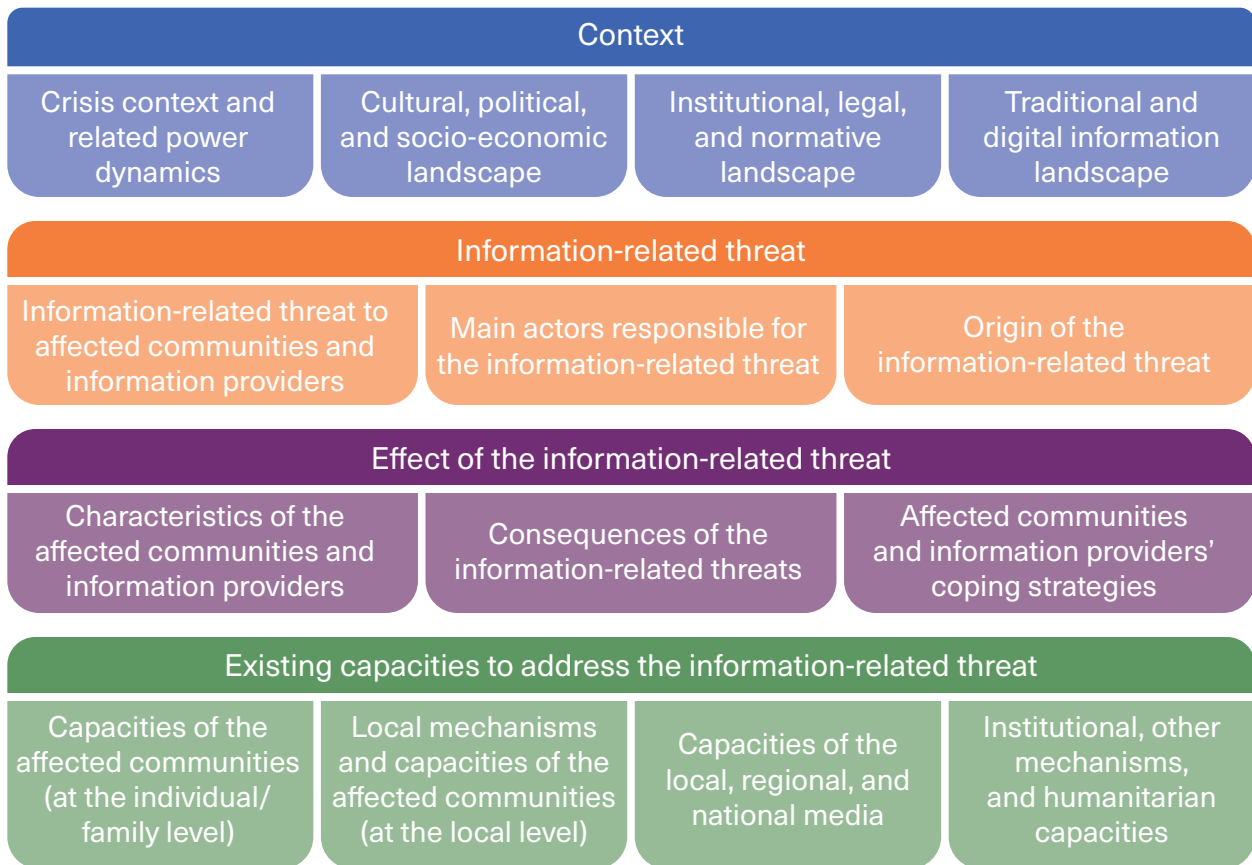 Context
Crisis context and
related power
dynamics
Cultural, political,
and socio-economic
landscape
Institutional, legal,
and normative
landscape
Traditional and
digital information
landscape
Information-related threat
Information-related threat to
affected communities and
information providers
Main actors responsible for
the information-related threat
Origin of the
information-related threat
Effect of the information-related threat
Characteristics of the
affected communities and
information providers
Consequences of the
information-related threats
Affected communities
and information providers’
coping strategies
Existing capacities to address the information-related threat
Capacities of the
affected communities
(at the individual/
family level)
Local mechanisms
and capacities of the
affected communities
(at the local level)
Capacities of the
local, regional, and
national media
Institutional, other
mechanisms,
and humanitarian
capacities